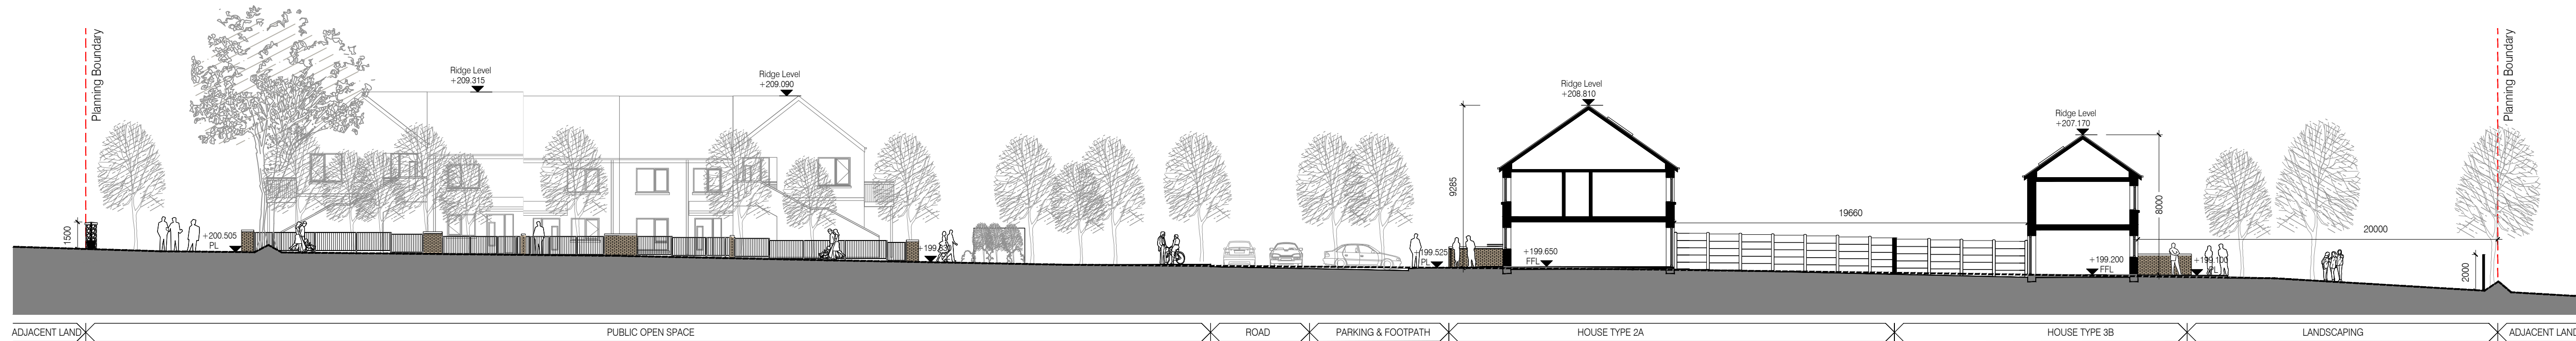 Planning Boundary
1500
+200.505
PL
Ridge Level
+209.315
Ridge Level
+209.090
9285
+199.525
PL
Ridge Level
+208.810
+199.650
FFL
19660
Ridge Level
+207.170
8000
+199.200
FFL
+199.100
PL
20000
2000
Planning Boundary
ADJACENT LAND
PUBLIC OPEN SPACE
ROAD
PARKING & FOOTPATH
HOUSE TYPE 2A
HOUSE TYPE 3B
LANDSCAPING
ADJACENT LAND